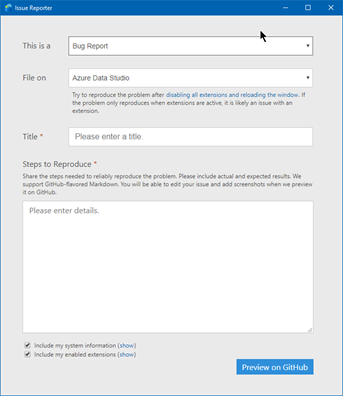 Issue Reporter
This is a
Bug Report
File on
Azure Data Studio
Try to reproduce the problem after disabling all extensions and reloading the window. If
the problem only reproduces when extensions are active, it is likely an issue with an
extension.
Title *
Please enter a title.
Steps to Reproduce *
Share the steps needed to reliably reproduce the problem. Please include actual and expected results. We
support GitHub-flavored Markdown. You will be able to edit your issue and add screenshots when we preview
it on GitHub.
Please enter details.
Include my system information (show)
Include my enabled extensions (show)
Preview on GitHub